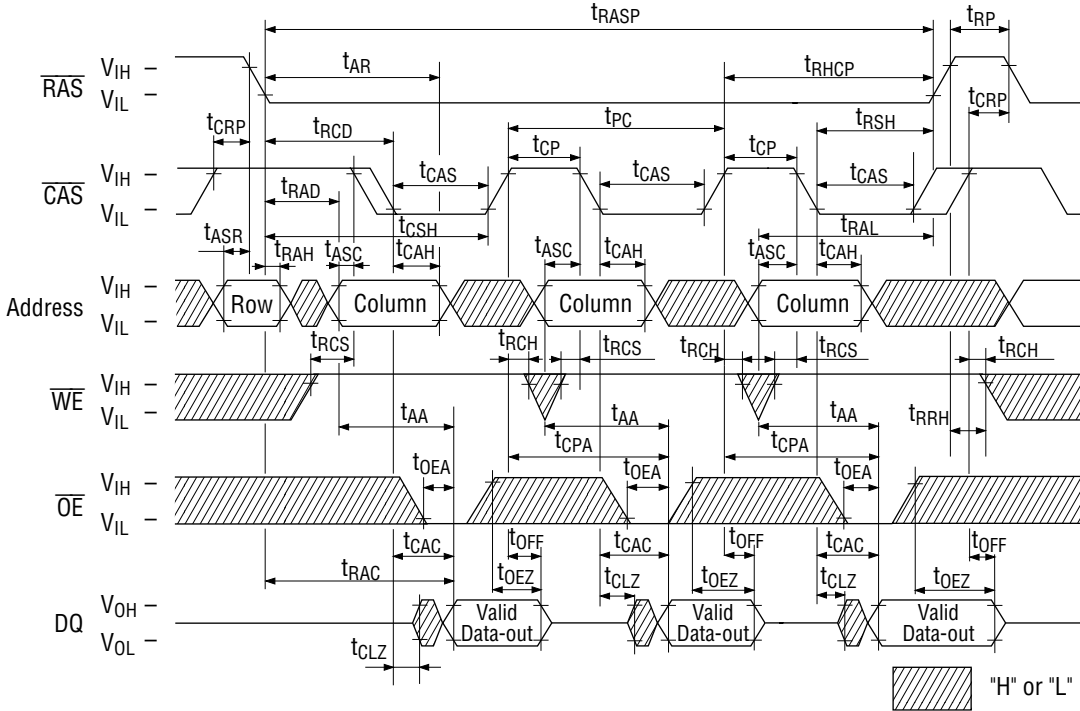 tRASP tRP
tAR tRHCP
RAS VIH VIL
tCRP tRCD tPC tRSH tCRP
tCP tCP
CAS VIH VIL
tCAS tCAS tCAS
tRAD tCSH tRAL
tASR tRAH tASC tCAH tASC tCAH tASC tCAH
Address VIH VIL Row Column Column Column
tRCS tRCH tRCS tRCH tRCS tRCH
WE VIH VIL
tAA tAA tAA tRRH
tCPA tCPA
tOEA tOEA tOEA
OE VIH VIL
tCAC tOFF tCAC tOFF tCAC tOFF
tRAC tOEZ tCLZ tOEZ tCLZ tOEZ
DQ VOH VOL
Valid Data-out
Valid Data-out
Valid Data-out
tCLZ
"H" or "L"